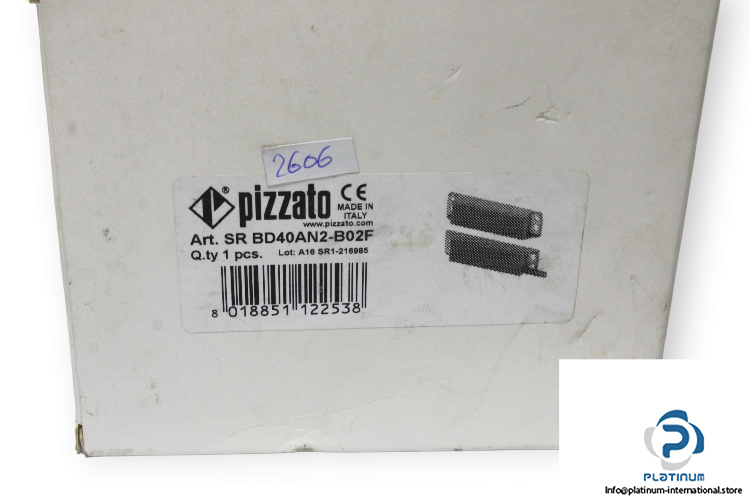 2606
® pizzato CE
MADE IN
ITALY
www.pizzato.com
Art. SR BD40AN2-B02F
Q.ty 1 pcs. Lot: A16 SR1-216985
8 018851 122538
PLATINUM
Info@platinum-international.store